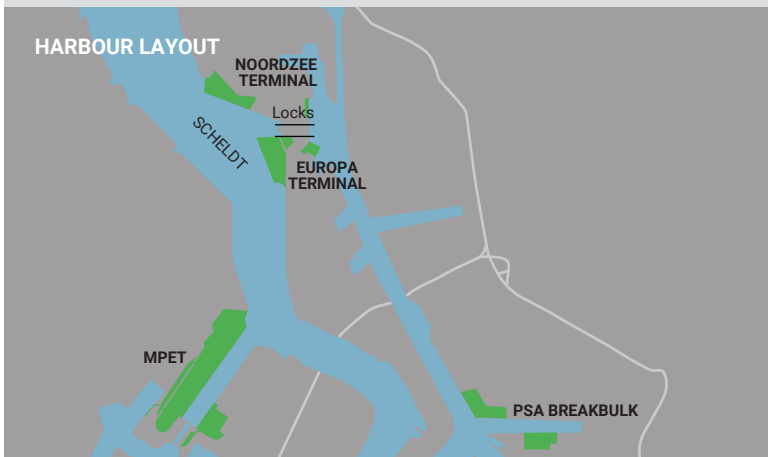 HARBOUR LAYOUT
NOORDZEE
TERMINAL
Locks
SCHELDT
EUROPA
TERMINAL
MPET
PSA BREAKBULK